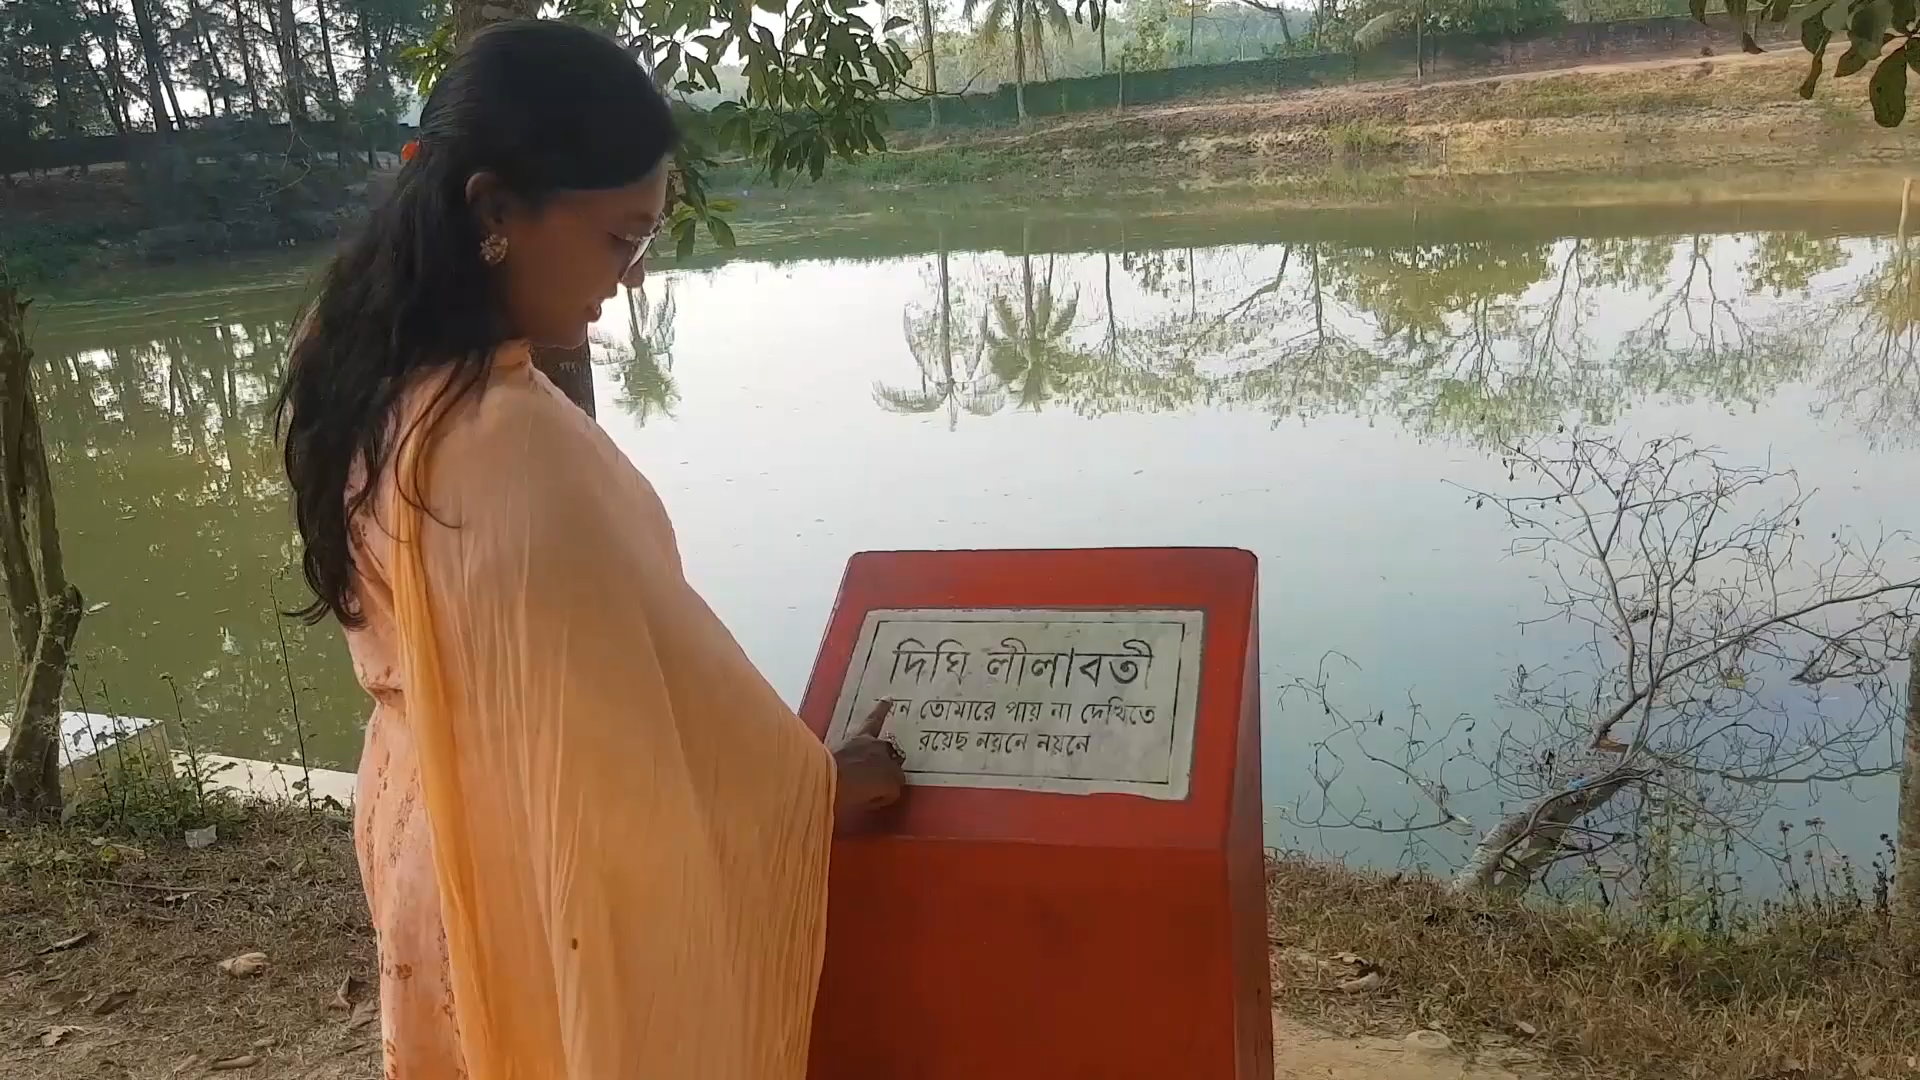 দিঘি লীলাবতী
তোমারে পায় না দেখিতে
রয়েছ নয়নে নয়নে